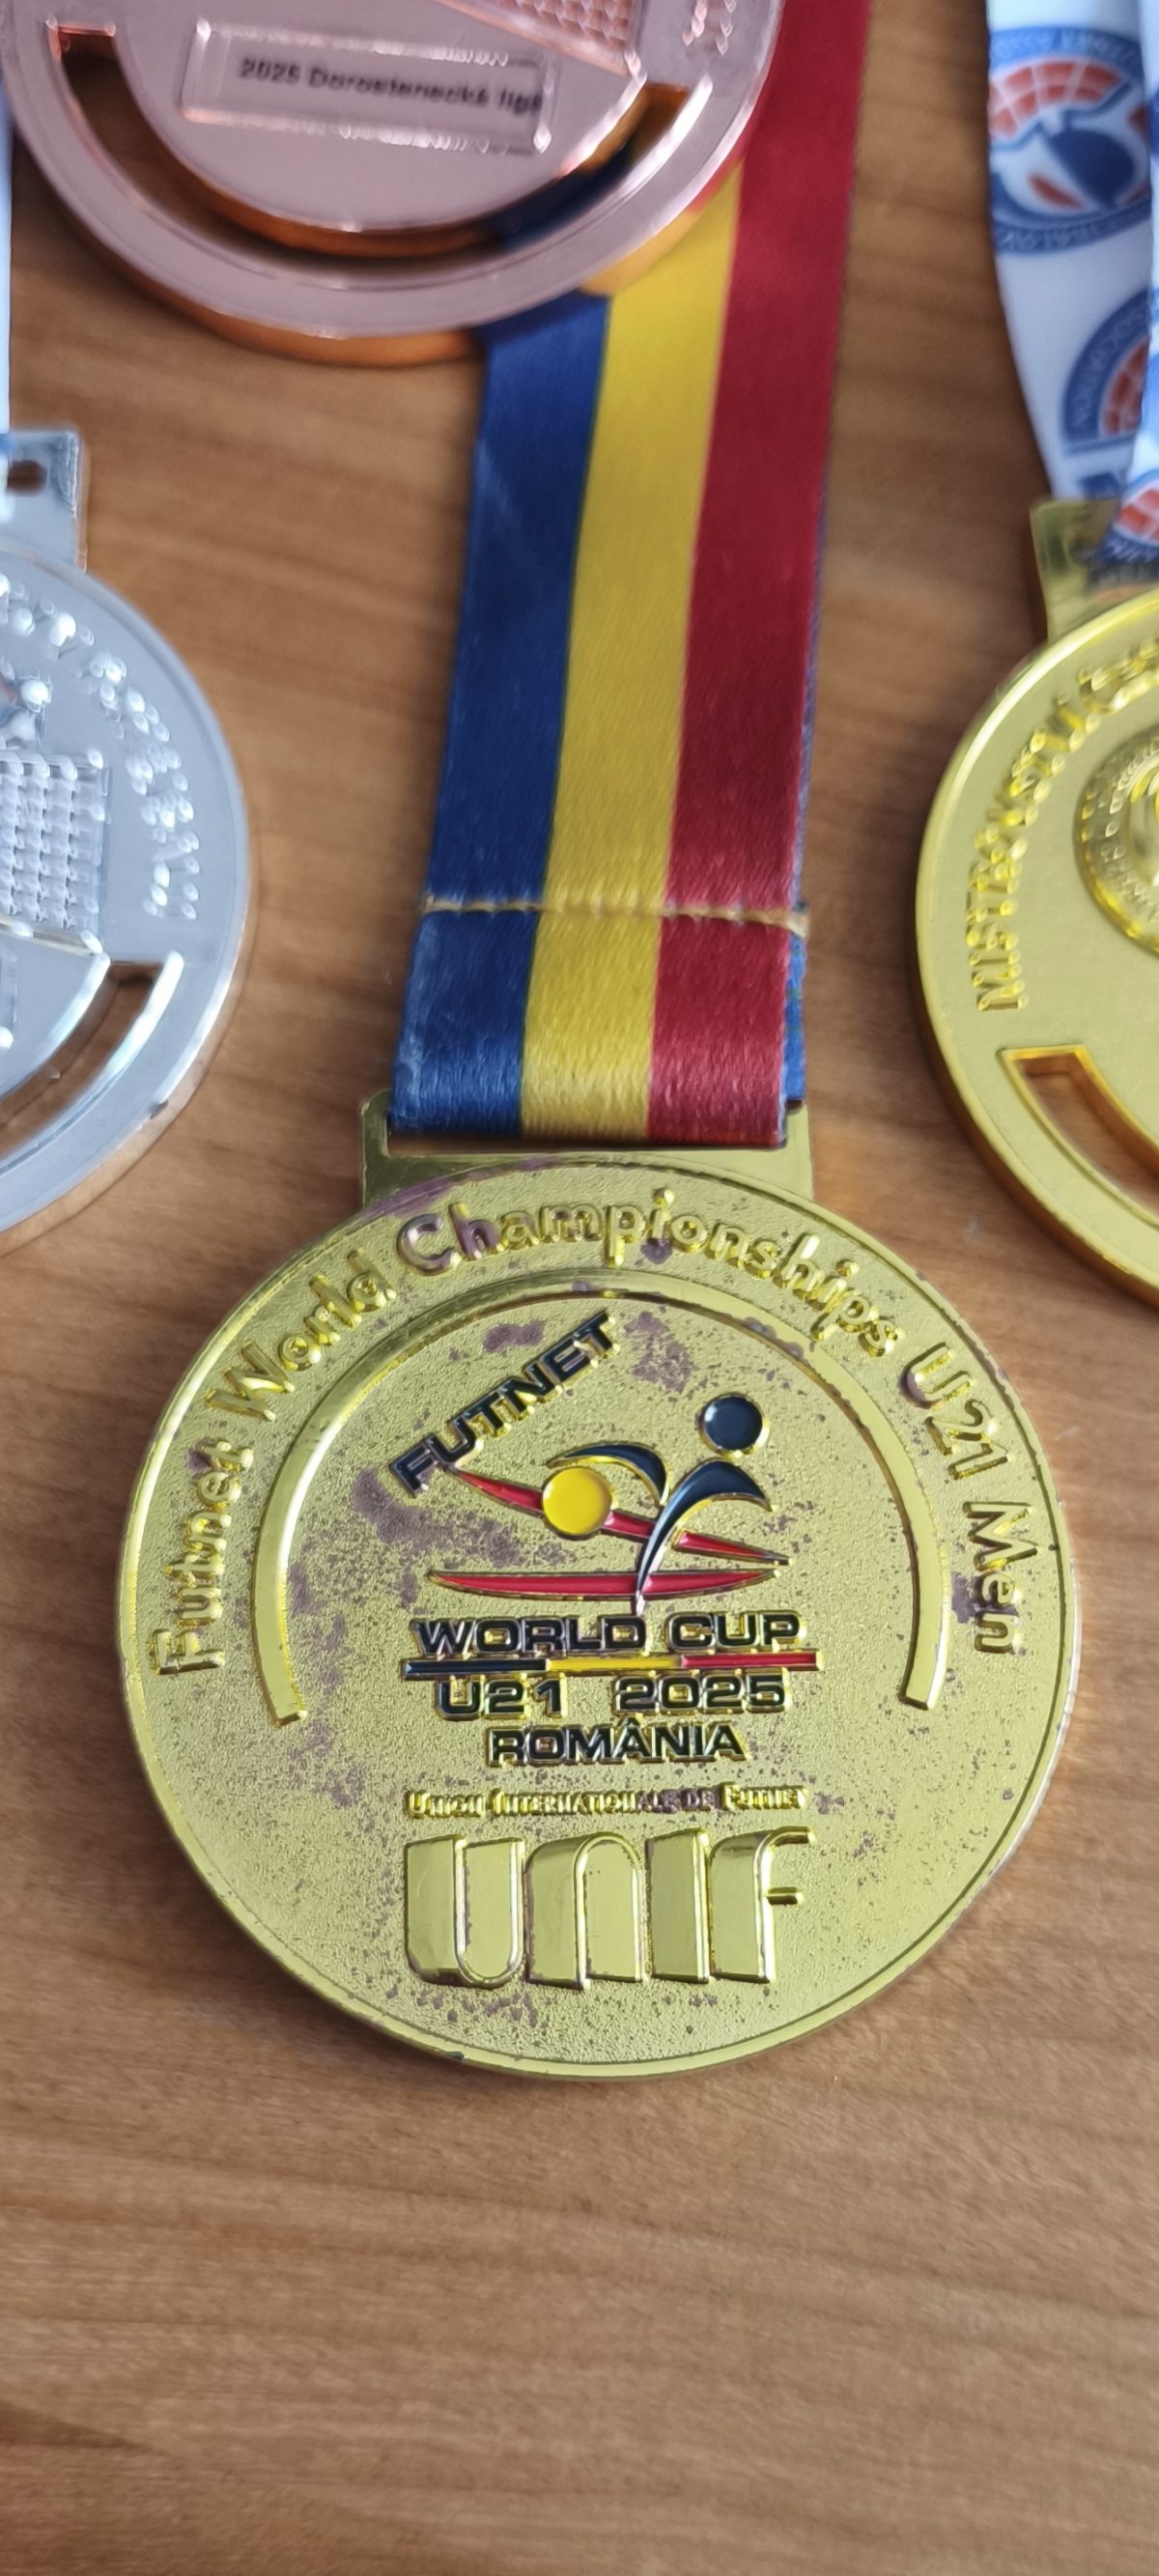 2025 Dorostenecká liga
Futnet World Championships U21 Men
FUTNET
WORLD CUP
U21 2025
ROMÂNIA
UNION INTERNATIONALE DE FUTNET
UNIF